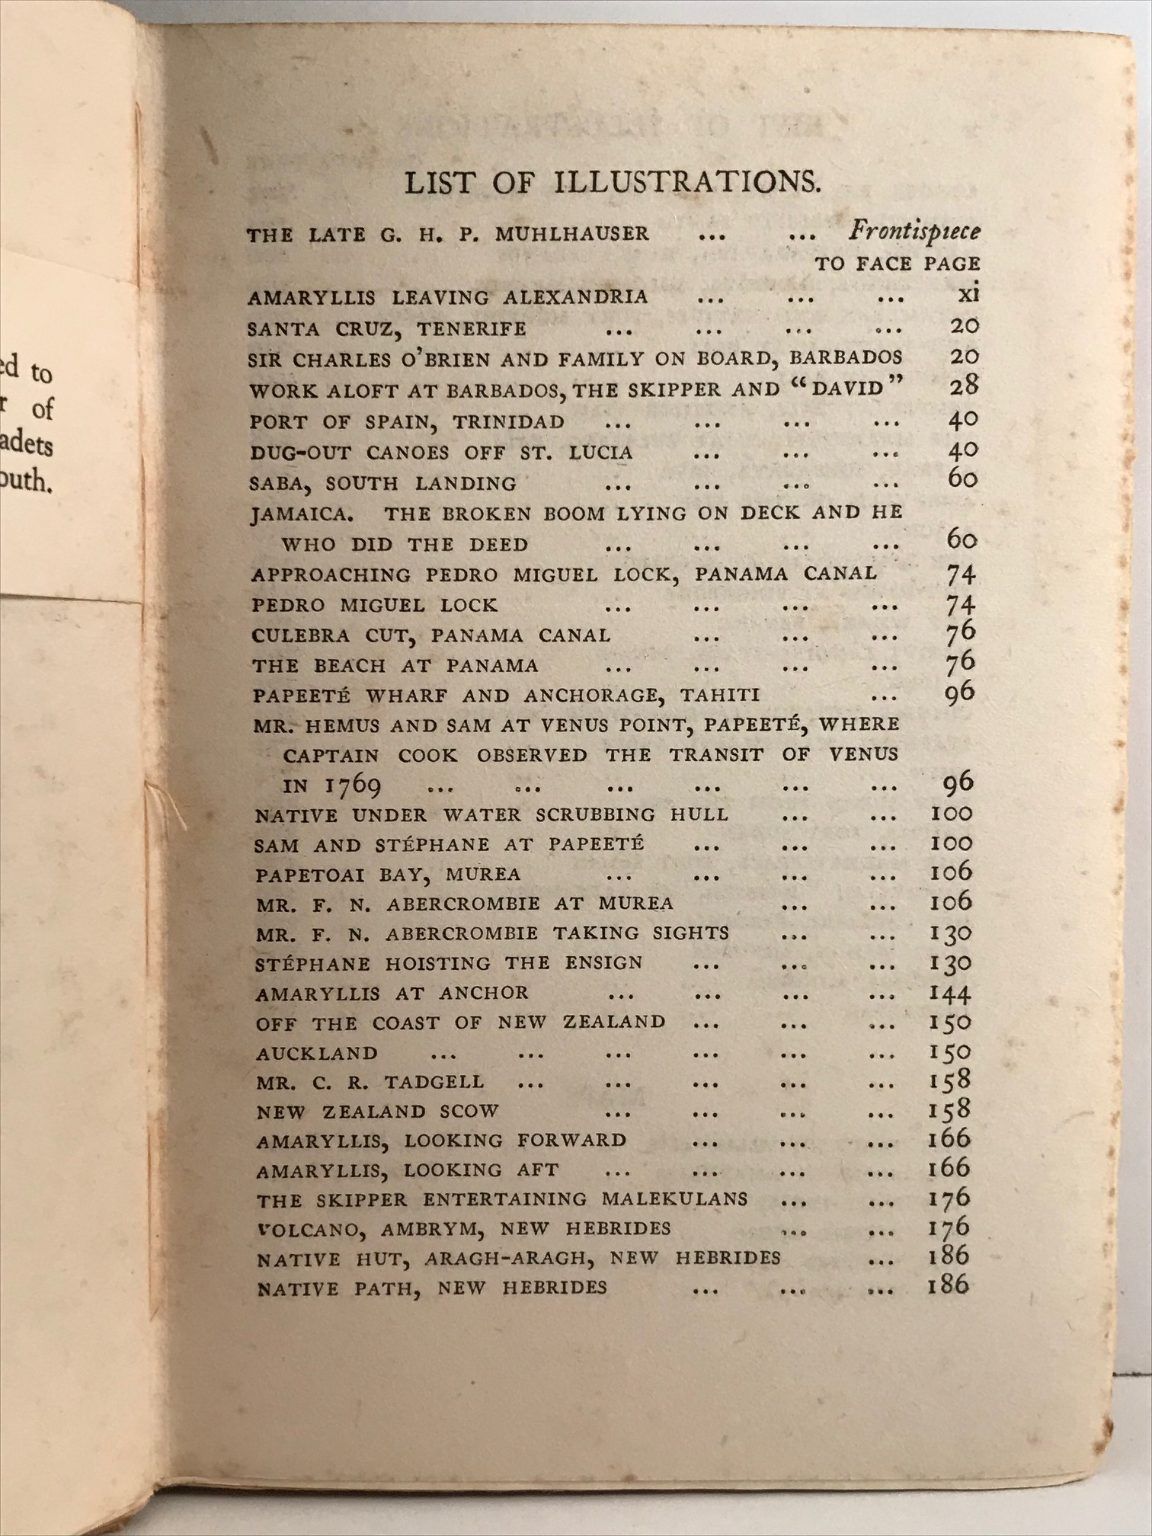 ed to
r of
adets
outh.
LIST OF ILLUSTRATIONS.
THE LATE G. H. P. MUHLHAUSER ... ... Frontispiece
TO FACE PAGE
AMARYLLIS LEAVING ALEXANDRIA ... ... ... xi
SANTA CRUZ, TENERIFE ... ... ... ... 20
SIR CHARLES O'BRIEN AND FAMILY ON BOARD, BARBADOS 20
WORK ALOFT AT BARBADOS, THE SKIPPER AND "DAVID" 28
PORT OF SPAIN, TRINIDAD ... ... ... ... 40
DUG-OUT CANOES OFF ST. LUCIA ... ... ... 40
SABA, SOUTH LANDING ... ... ... ... 60
JAMAICA. THE BROKEN BOOM LYING ON DECK AND HE
WHO DID THE DEED ... ... ... ... 60
APPROACHING PEDRO MIGUEL LOCK, PANAMA CANAL 74
PEDRO MIGUEL LOCK ... ... ... ... 74
CULEBRA CUT, PANAMA CANAL ... ... ... 76
THE BEACH AT PANAMA ... ... ... ... 76
PAPEETÉ WHARF AND ANCHORAGE, TAHITI ... 96
MR. HEMUS AND SAM AT VENUS POINT, PAPEETÉ, WHERE
CAPTAIN COOK OBSERVED THE TRANSIT OF VENUS
IN 1769 ... ... ... ... ... ... 96
NATIVE UNDER WATER SCRUBBING HULL ... ... 100
SAM AND STÉPHANE AT PAPEETÉ ... ... ... 100
PAPETOAI BAY, MUREA ... ... ... ... 106
MR. F. N. ABERCROMBIE AT MUREA ... ... 106
MR. F. N. ABERCROMBIE TAKING SIGHTS ... ... 130
STÉPHANE HOISTING THE ENSIGN ... ... ... 130
AMARYLLIS AT ANCHOR ... ... ... ... 144
OFF THE COAST OF NEW ZEALAND ... ... ... 150
AUCKLAND ... ... ... ... ... ... 150
MR. C. R. TADGELL ... ... ... ... ... 158
NEW ZEALAND SCOW ... ... ... ... 158
AMARYLLIS, LOOKING FORWARD ... ... ... 166
AMARYLLIS, LOOKING AFT ... ... ... ... 166
THE SKIPPER ENTERTAINING MALEKULANS ... ... 176
VOLCANO, AMBRYM, NEW HEBRIDES ... ... 176
NATIVE HUT, ARAGH-ARAGH, NEW HEBRIDES ... 186
NATIVE PATH, NEW HEBRIDES ... ... ... 186